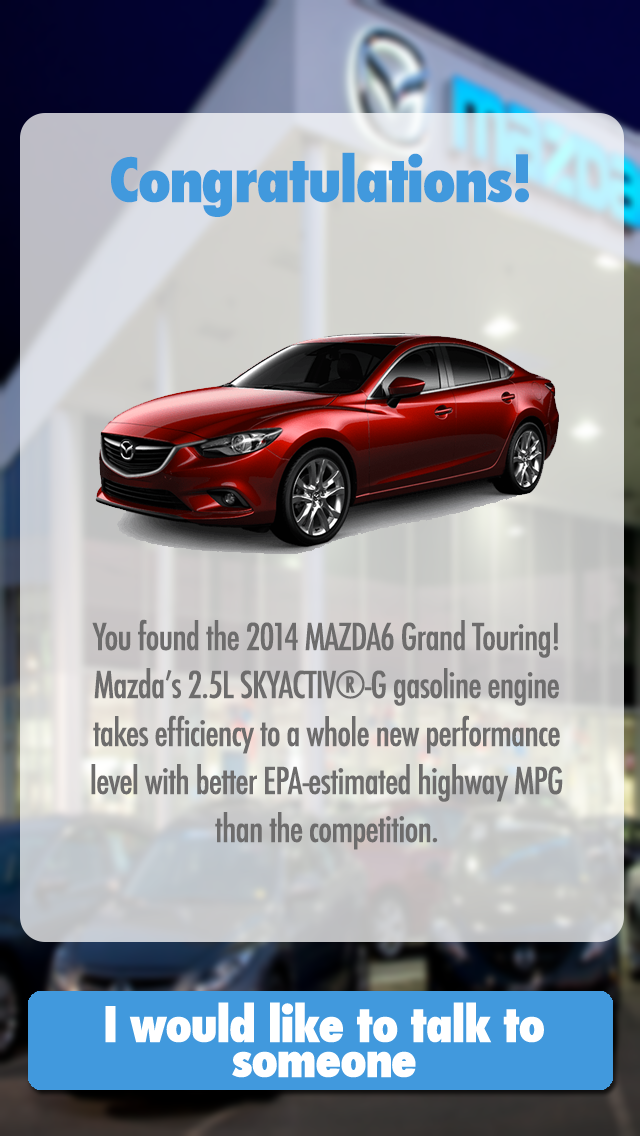 mazda
Congratulations!
You found the 2014 MAZDA6 Grand Touring!
Mazda's 2.5L SKYACTIV®-G gasoline engine
takes efficiency to a whole new performance
level with better EPA-estimated highway MPG
than the competition.
I would like to talk to
someone